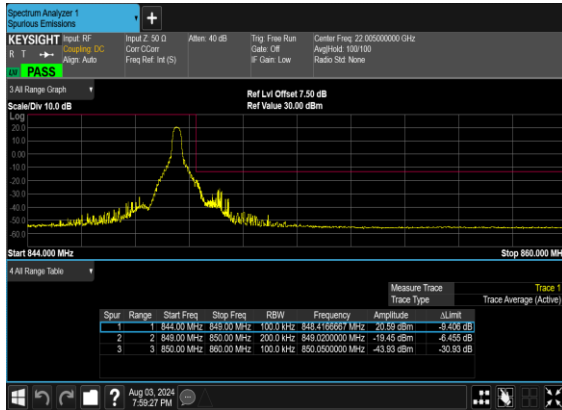 Spectrum Analyzer 1
Spurious Emissions
KEYSIGHT
R T
LV PASS
Input: RF
Coupling: DC
Align: Auto
Input Z: 50 Ω
Corr CCorr
Freq Ref: Int (S)
Atten: 40 dB
Trig: Free Run
Gate: Off
IF Gain: Low
Center Freq: 22.005000000 GHz
Avg|Hold: 100/100
Radio Std: None
3 All Range Graph
Scale/Div 10.0 dB
Ref Lvl Offset 7.50 dB
Ref Value 30.00 dBm
Log
20.0
10.0
0.00
-10.0
-20.0
-30.0
-40.0
-50.0
-60.0
Start 844.000 MHz
Stop 860.000 MH
4 All Range Table
Measure Trace Trace 1
Trace Type Trace Average (Active)
Spur Range Start Freq Stop Freq RBW Frequency Amplitude ΔLimit
1 1 844.00 MHz 849.00 MHz 100.0 kHz 848.4166667 MHz 20.59 dBm -9.406 dB
2 2 849.00 MHz 850.00 MHz 200.0 kHz 849.0200000 MHz -19.45 dBm -6.455 dB
3 3 850.00 MHz 860.00 MHz 100.0 kHz 850.0500000 MHz -43.93 dBm -30.93 dB
Aug 03, 2024
7:59:27 PM